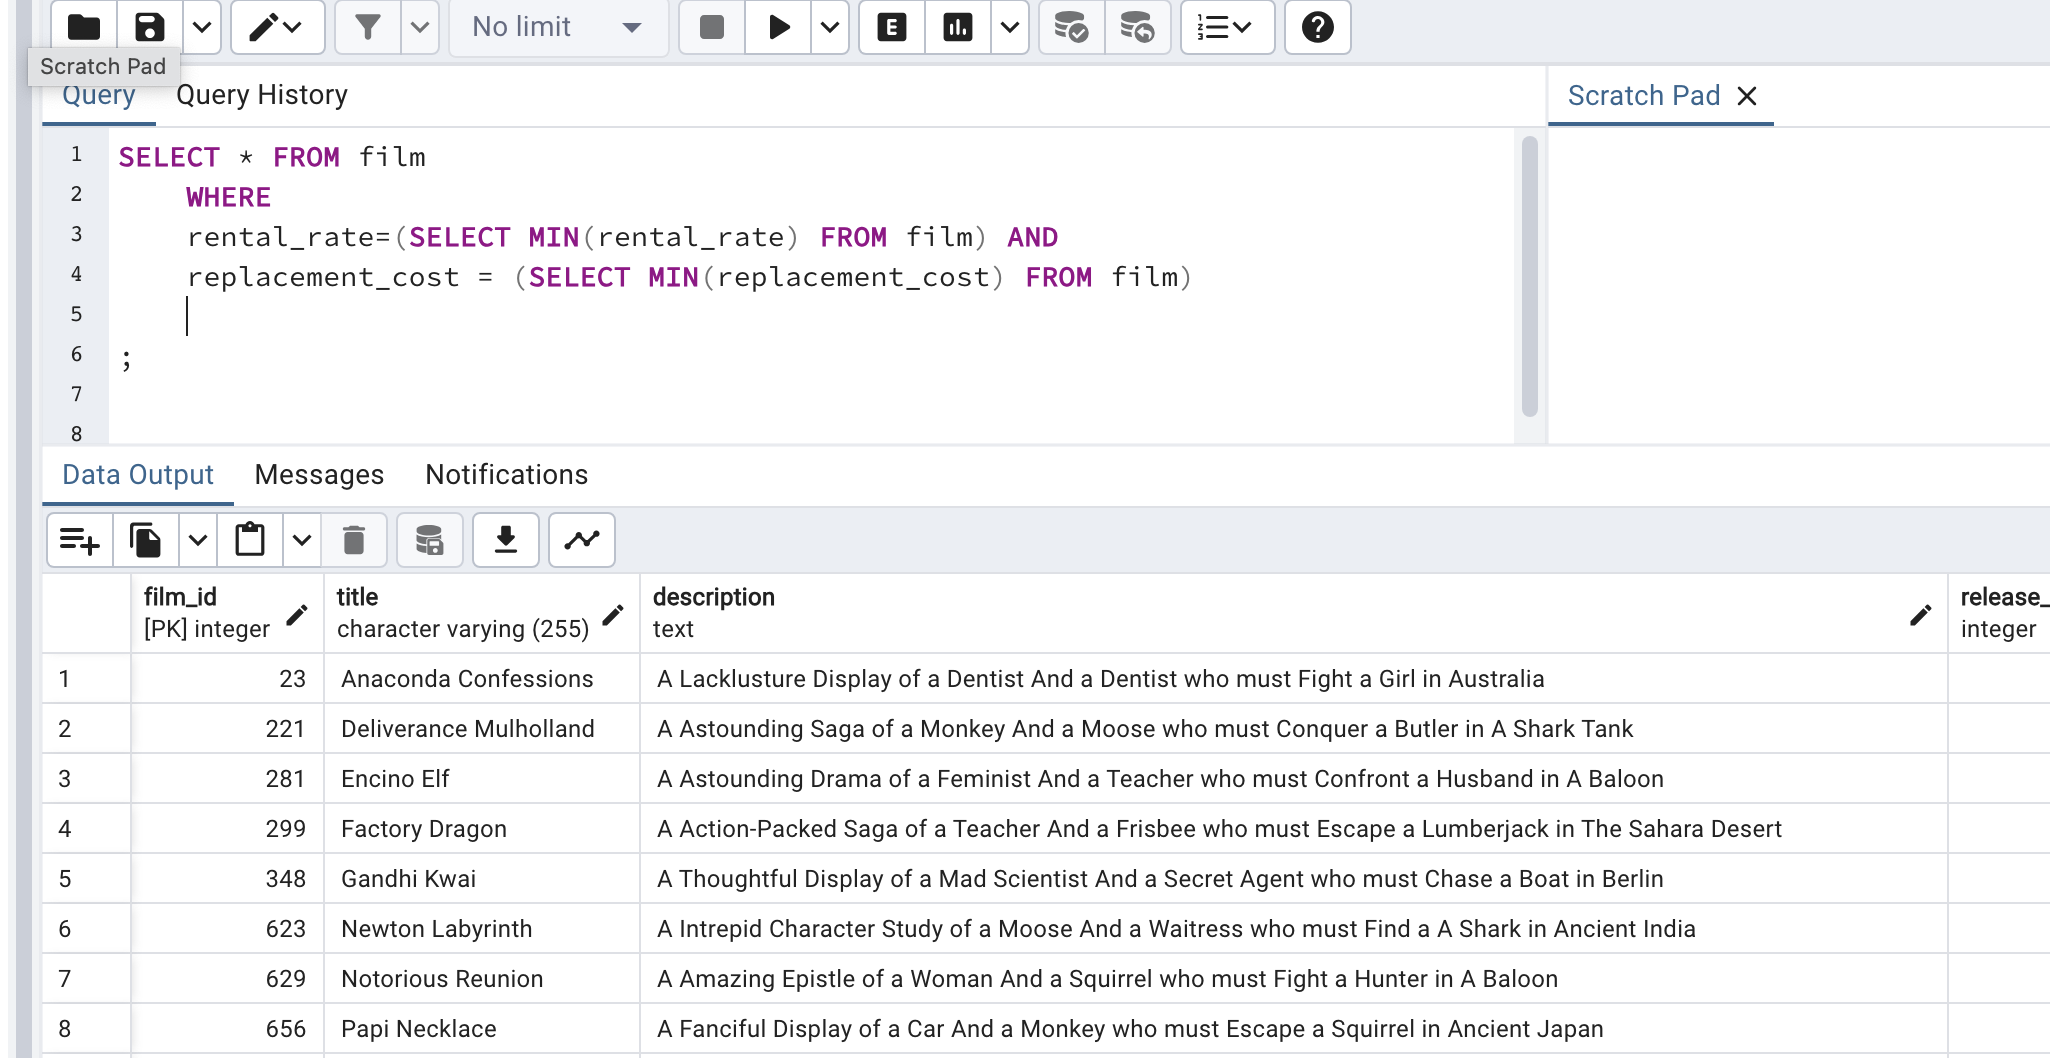 No limit
E
Scratch Pad
Query
Query History
Scratch Pad
1 SELECT * FROM film
2 WHERE
3 rental_rate=(SELECT MIN(rental_rate) FROM film) AND
4 replacement_cost = (SELECT MIN(replacement_cost) FROM film)
5
6 ;
7
8
Data Output
Messages
Notifications
film_id title description release_
[PK] integer character varying (255) text integer
1 23 Anaconda Confessions A Lacklusture Display of a Dentist And a Dentist who must Fight a Girl in Australia
2 221 Deliverance Mulholland A Astounding Saga of a Monkey And a Moose who must Conquer a Butler in A Shark Tank
3 281 Encino Elf A Astounding Drama of a Feminist And a Teacher who must Confront a Husband in A Baloon
4 299 Factory Dragon A Action-Packed Saga of a Teacher And a Frisbee who must Escape a Lumberjack in The Sahara Desert
5 348 Gandhi Kwai A Thoughtful Display of a Mad Scientist And a Secret Agent who must Chase a Boat in Berlin
6 623 Newton Labyrinth A Intrepid Character Study of a Moose And a Waitress who must Find a A Shark in Ancient India
7 629 Notorious Reunion A Amazing Epistle of a Woman And a Squirrel who must Fight a Hunter in A Baloon
8 656 Papi Necklace A Fanciful Display of a Car And a Monkey who must Escape a Squirrel in Ancient Japan